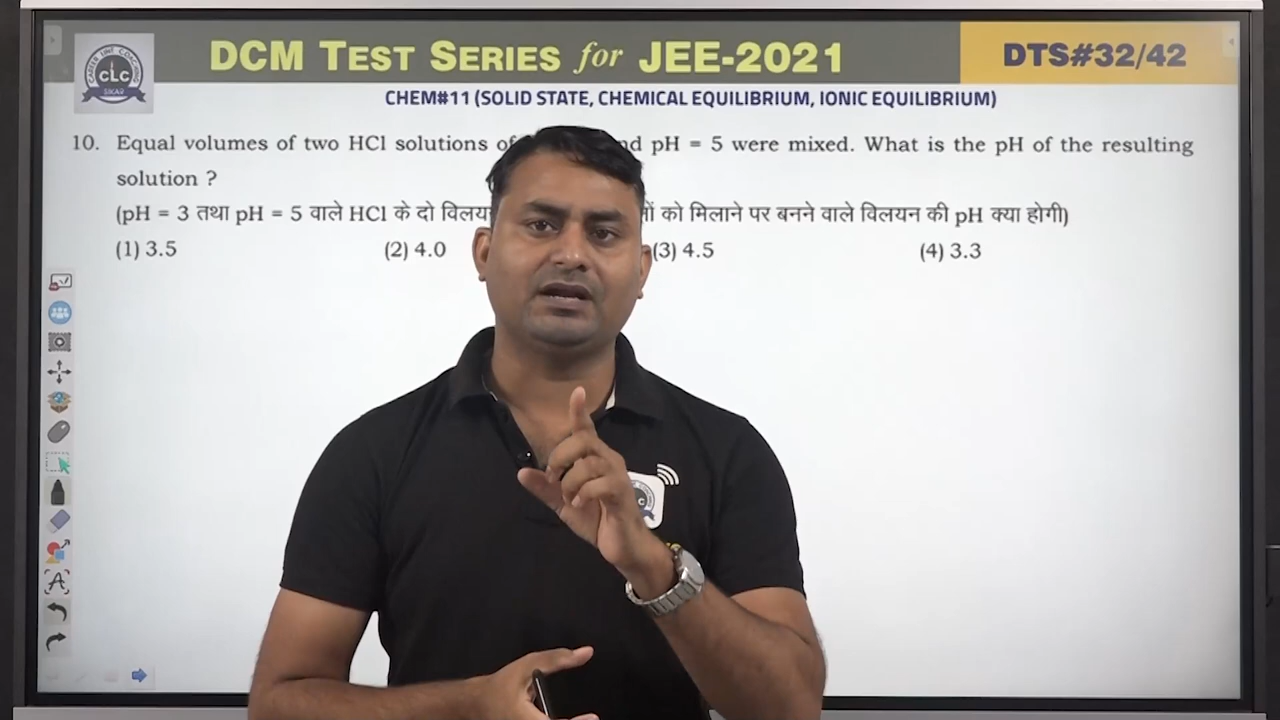 DCM TEST SERIES for JEE-2021
DTS#32/42
CLC
SIKAR
CHEM#11 (SOLID STATE, CHEMICAL EQUILIBRIUM, IONIC EQUILIBRIUM)
10. Equal volumes of two HCl solutions of pH = 5 were mixed. What is the pH of the resulting
solution ?
(pH = 3 तथा pH = 5 वाले HCl के दो को मिलाने पर बनने वाले विलयन की pH क्या होगी)
(1) 3.5 (2) 4.0 (3) 4.5 (4) 3.3